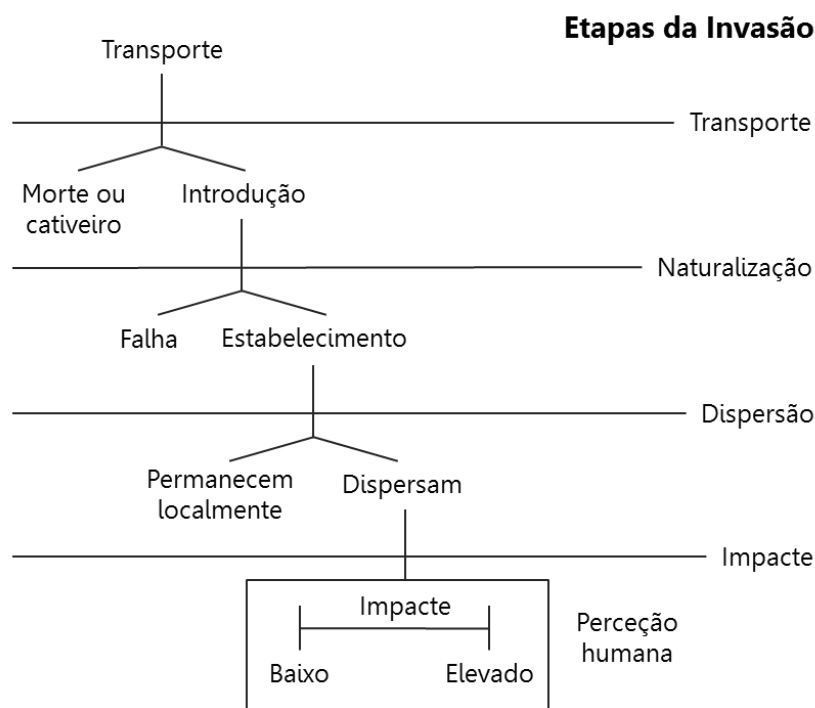 Etapas da Invasão
Transporte
Transporte
Morte ou
cativeiro
Introdução
Naturalização
Falha
Estabelecimento
Dispersão
Permanecem
localmente
Dispersam
Impacte
Impacte
Baixo
Elevado
Perceção
humana